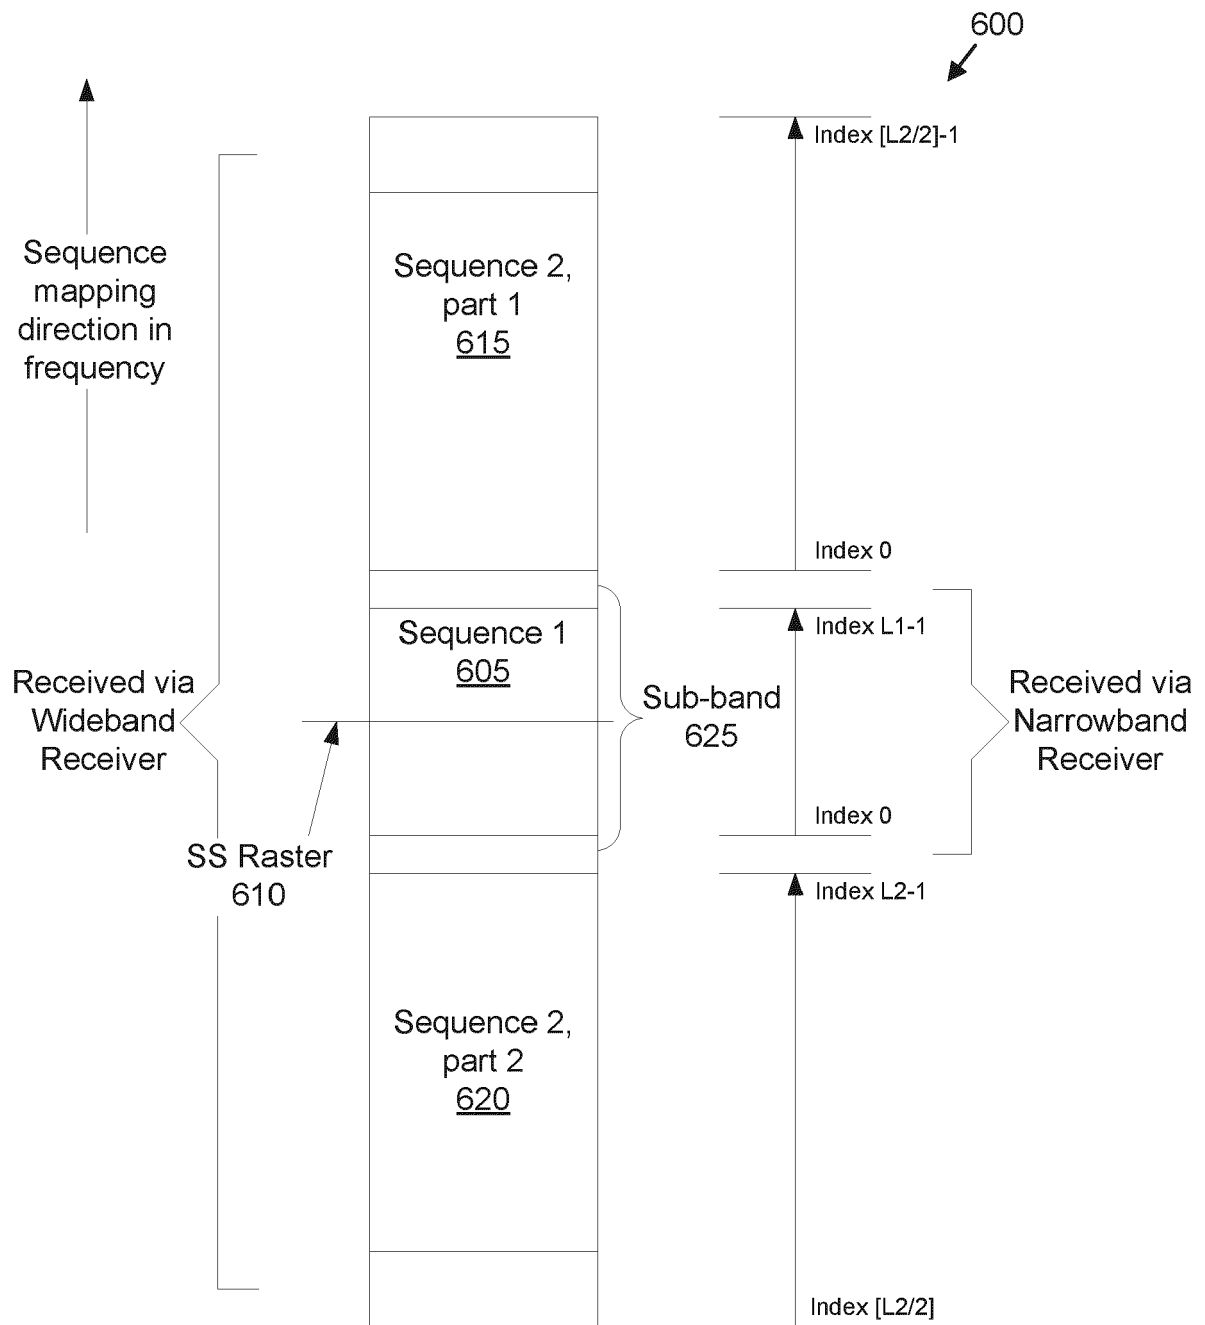 600
Index [L2/2]-1
Sequence
mapping
direction in
frequency
Sequence 2,
part 1
615
Index 0
Sequence 1
605
Index L1-1
Received via
Wideband
Receiver
Sub-band
625
Received via
Narrowband
Receiver
Index 0
SS Raster
610
Index L2-1
Sequence 2,
part 2
620
Index [L2/2]